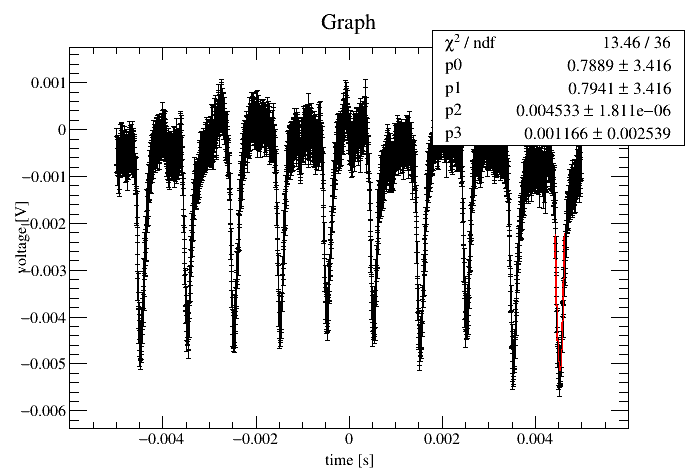 Graph
χ² / ndf 13.46 / 36
p0 0.7889 ± 3.416
p1 0.7941 ± 3.416
p2 0.004533 ± 1.811e−06
p3 0.001166 ± 0.002539
0.001
0
−0.001
−0.002
−0.003
−0.004
−0.005
−0.006
voltage [V]
−0.004 −0.002 0 0.002 0.004
time [s]